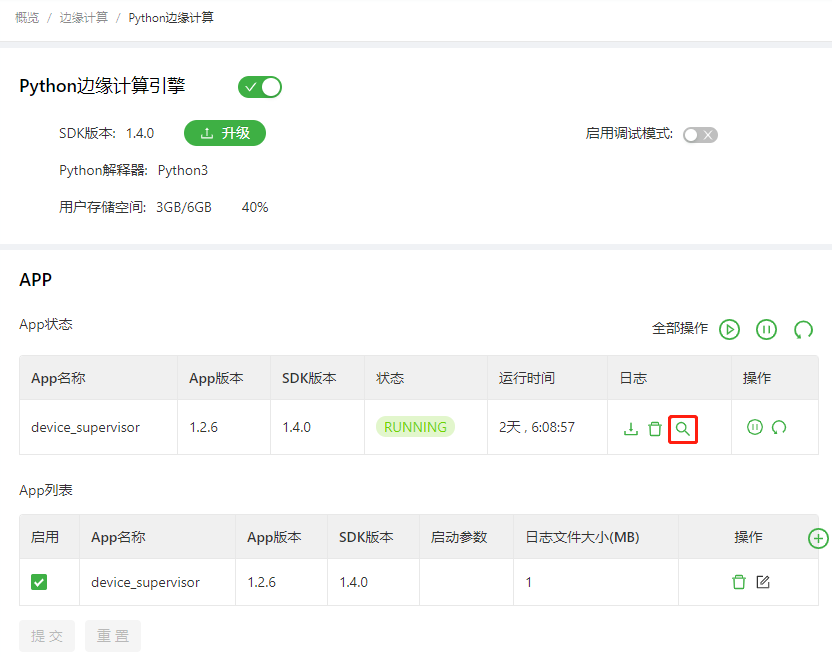 概览 / 边缘计算 / Python边缘计算
Python边缘计算引擎
SDK版本: 1.4.0 升级 启用调试模式:
Python解释器: Python3
用户存储空间: 3GB/6GB 40%
APP
App状态 全部操作
App名称 App版本 SDK版本 状态 运行时间 日志 操作
device_supervisor 1.2.6 1.4.0 RUNNING 2天 , 6:08:57
App列表
启用 App名称 App版本 SDK版本 启动参数 日志文件大小(MB) 操作
device_supervisor 1.2.6 1.4.0 1
提 交 重 置